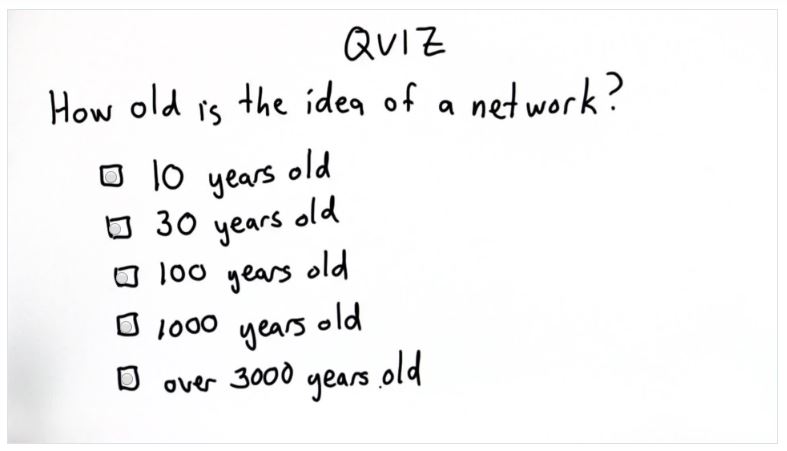 QUIZ
How old is the idea of a network?
10 years old
30 years old
100 years old
1000 years old
over 3000 years old